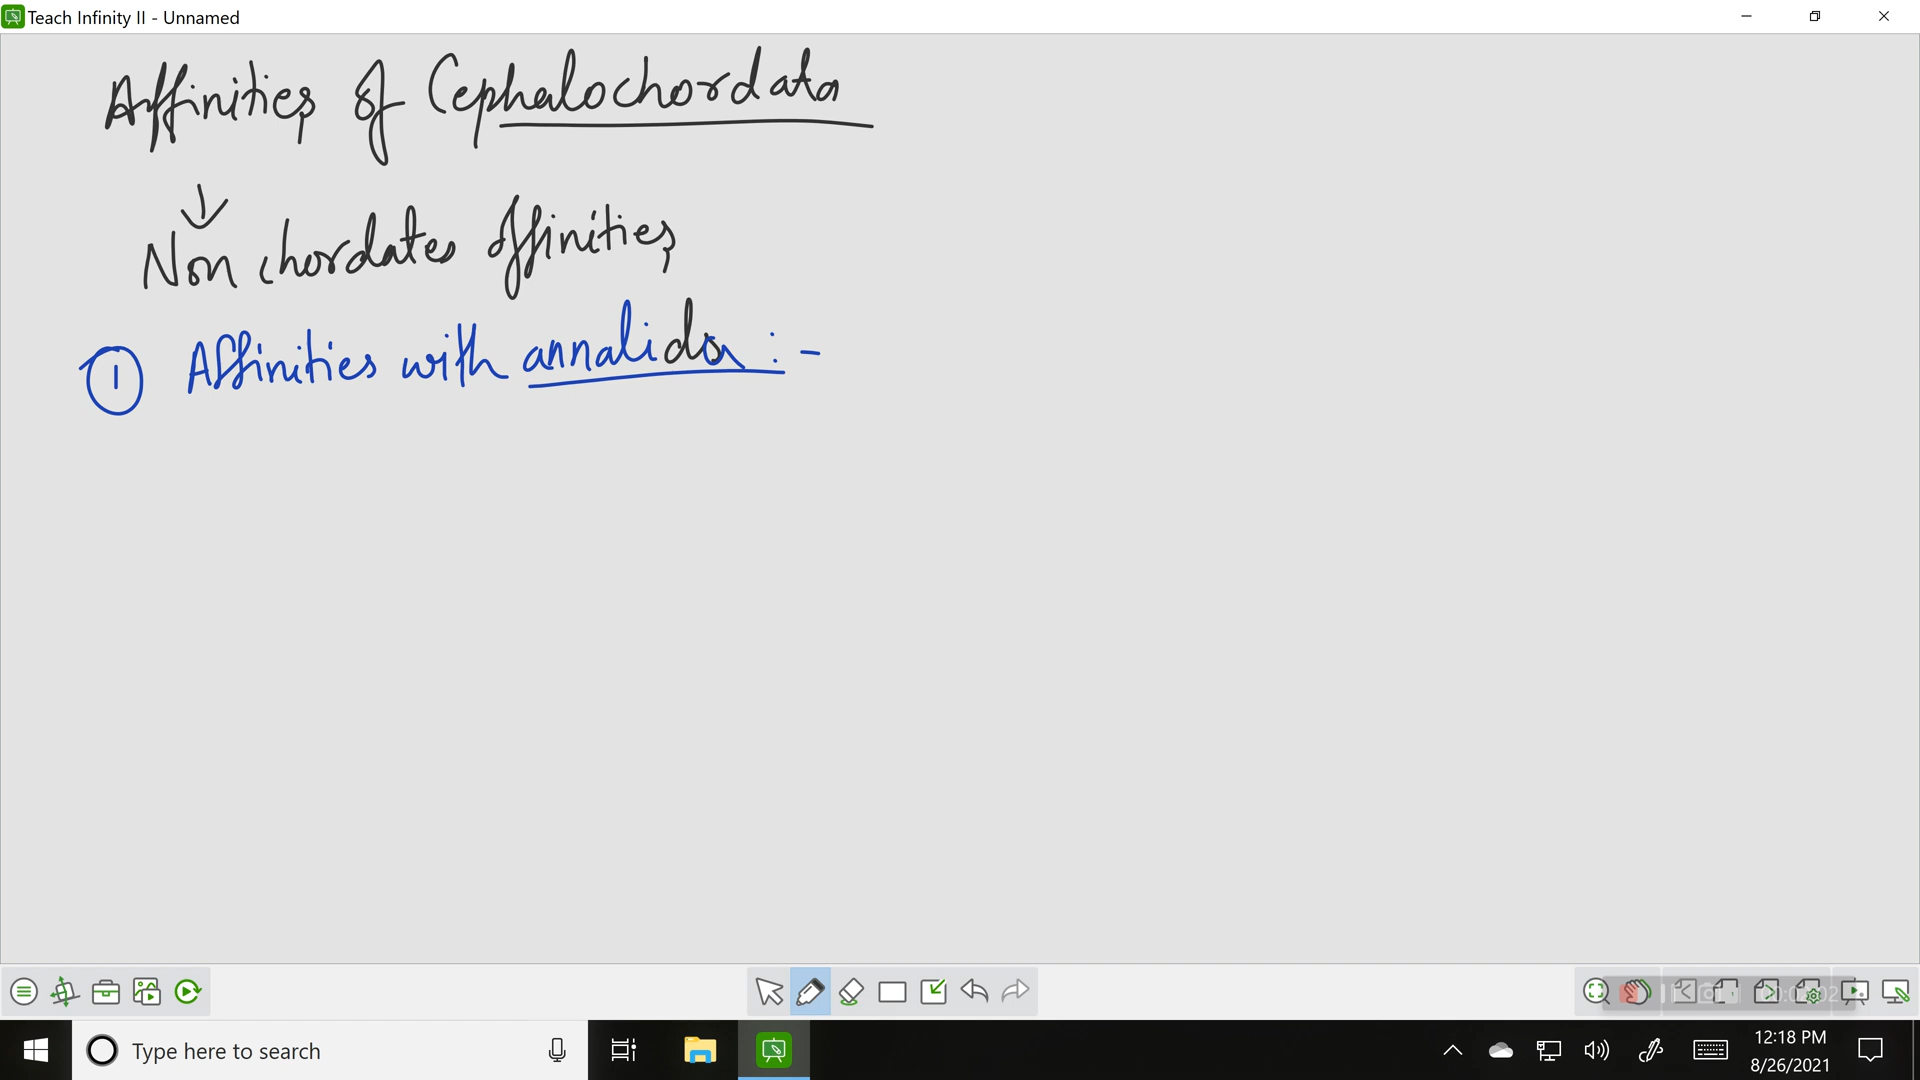 Teach Infinity II - Unnamed
Affinities of Cephalochordata
↓
Non chordates affinities
① Affinities with annalida :-
Type here to search
12:18 PM
8/26/2021